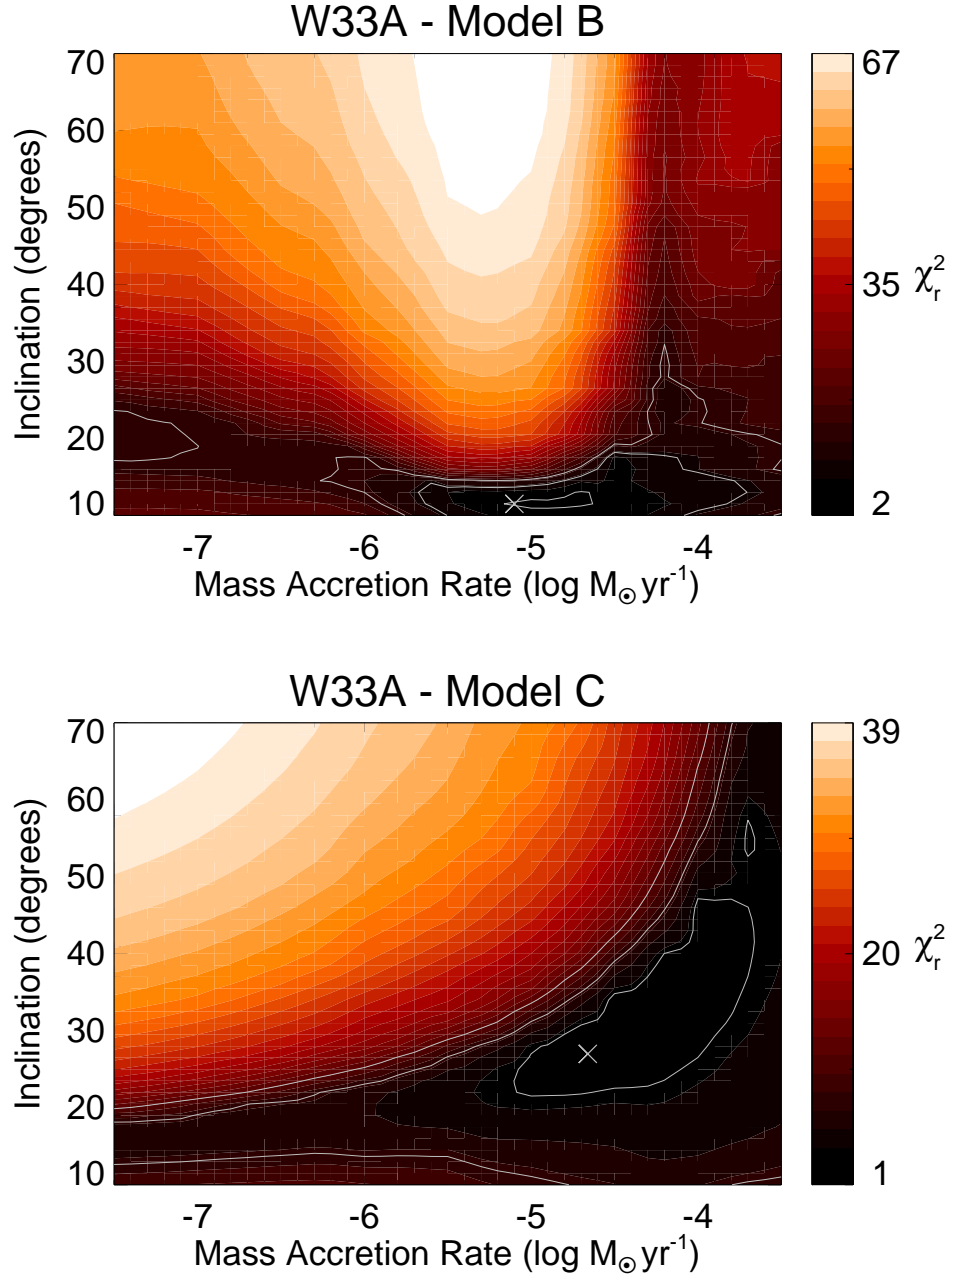 W33A - Model B
70
60
50
40
30
20
10
Inclination (degrees)
-7 -6 -5 -4
Mass Accretion Rate (log M☉ yr⁻¹)
67
35
2
χ²ᵣ
W33A - Model C
70
60
50
40
30
20
10
Inclination (degrees)
-7 -6 -5 -4
Mass Accretion Rate (log M☉ yr⁻¹)
39
20
1
χ²ᵣ